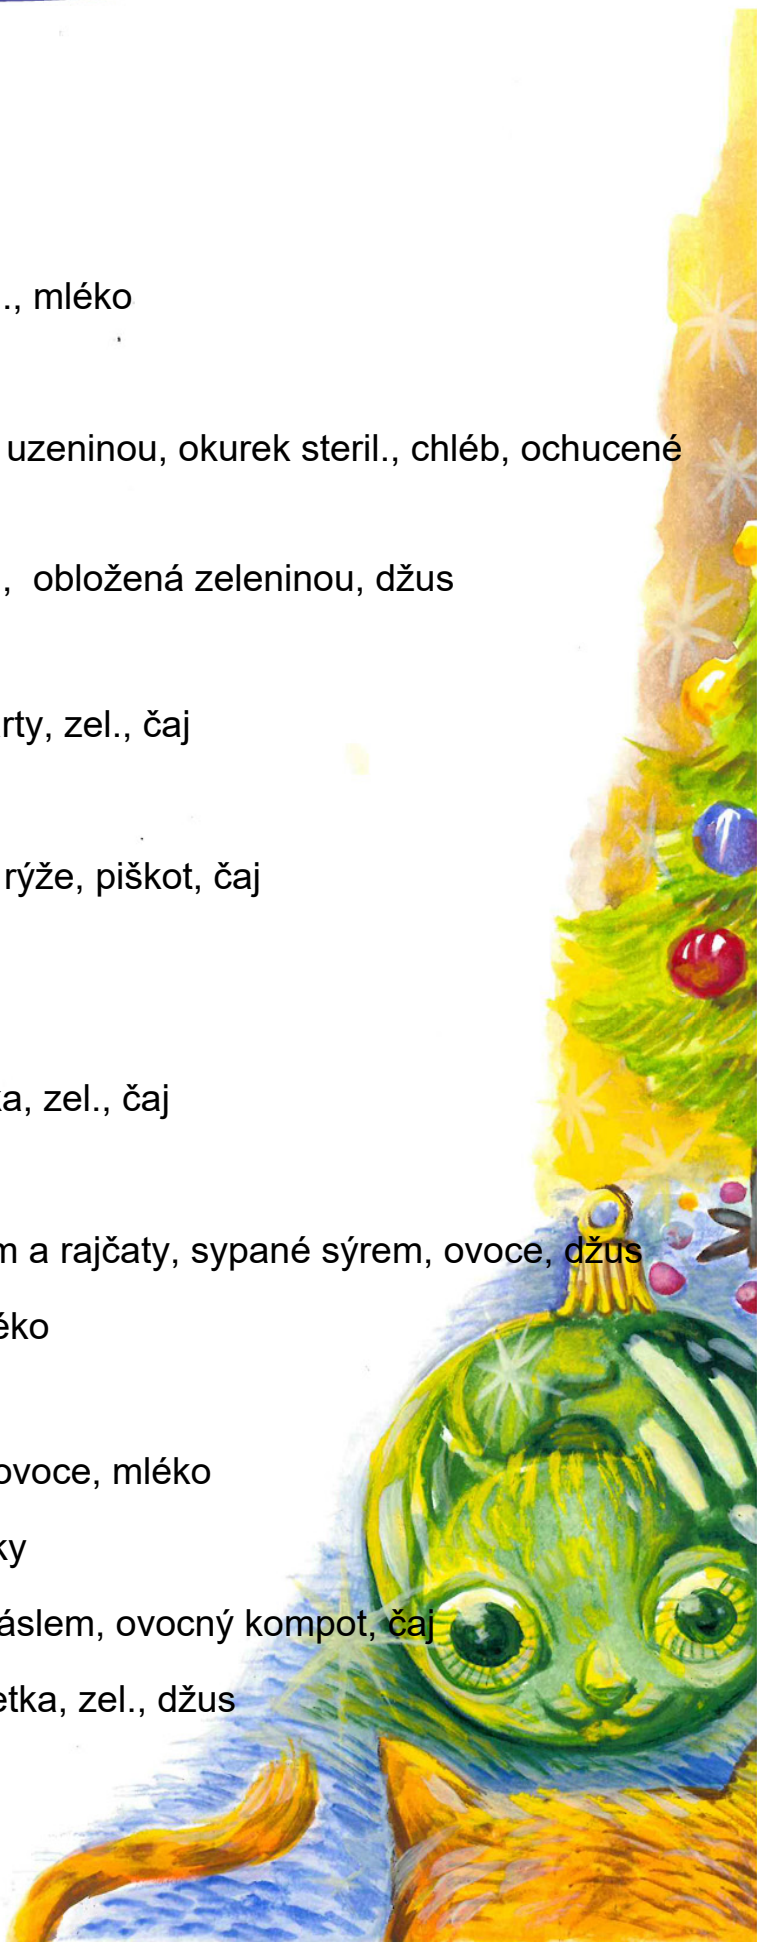 ., mléko
uzeninou, okurek steril., chléb, ochucené
, obložená zeleninou, džus
rty, zel., čaj
rýže, piškot, čaj
a, zel., čaj
m a rajčaty, sypané sýrem, ovoce, džus
éko
ovoce, mléko
ky
áslem, ovocný kompot, čaj
etka, zel., džus